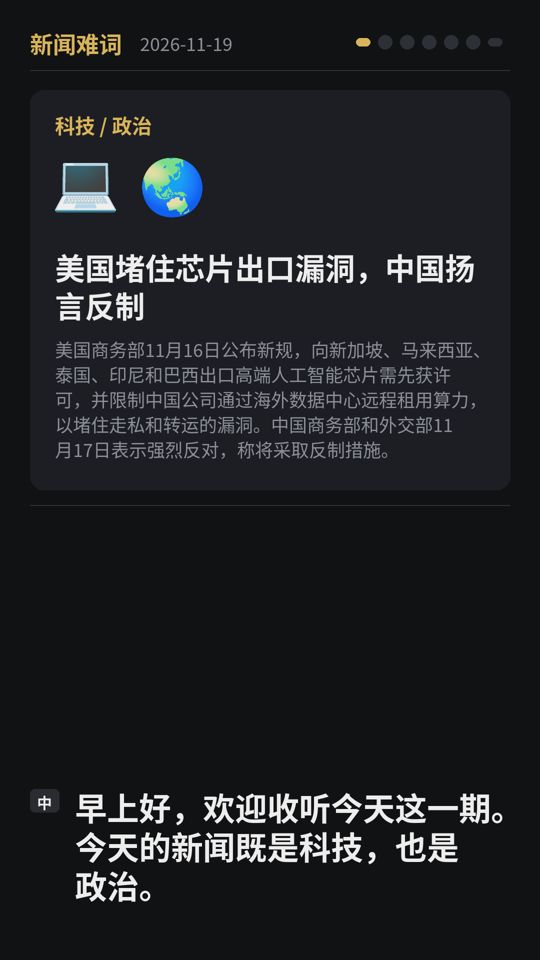 新闻难词 2026-11-19
科技 / 政治
美国堵住芯片出口漏洞，中国扬
言反制
美国商务部11月16日公布新规，向新加坡、马来西亚、
泰国、印尼和巴西出口高端人工智能芯片需先获许
可，并限制中国公司通过海外数据中心远程租用算力，
以堵住走私和转运的漏洞。中国商务部和外交部11
月17日表示强烈反对，称将采取反制措施。
中
早上好，欢迎收听今天这一期。
今天的新闻既是科技，也是
政治。